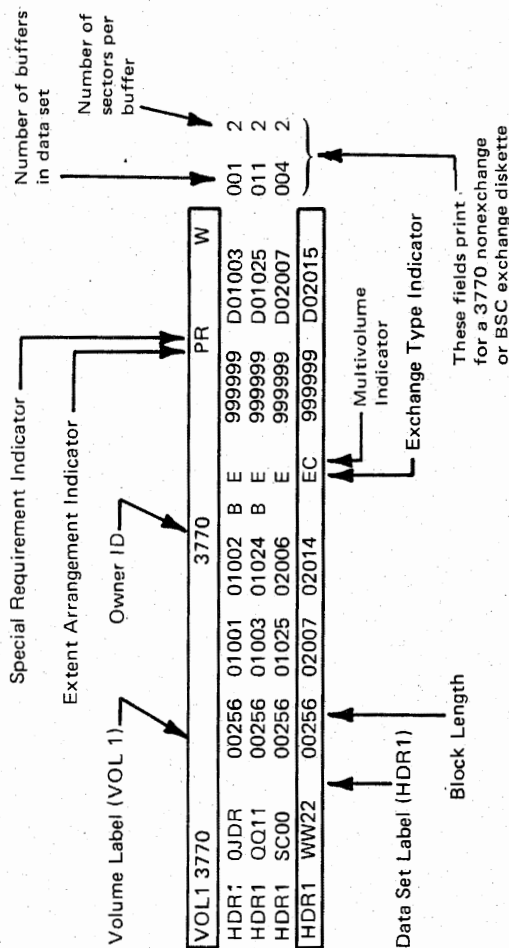 Special Requirement Indicator
Extent Arrangement Indicator
Number of buffers
in data set
Number of
sectors per
buffer
Volume Label (VOL 1)
Owner ID
VOL1 3770 3770 PR W
HDR1 0JDR 00256 01001 01002 B E 999999 D01003 001 2
HDR1 QQ11 00256 01003 01024 B E 999999 D01025 011 2
HDR1 SC00 00256 01025 02006 E 999999 D02007 004 2
HDR1 WW22 00256 02007 02014 EC 999999 D02015
Data Set Label (HDR1)
Block Length
Multivolume
Indicator
Exchange Type Indicator
These fields print
for a 3770 nonexchange
or BSC exchange diskette